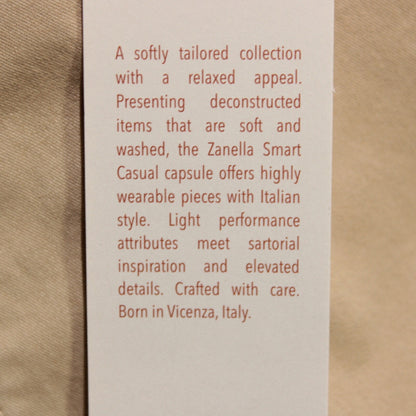 A softly tailored collection
with a relaxed appeal.
Presenting deconstructed
items that are soft and
washed, the Zanella Smart
Casual capsule offers highly
wearable pieces with Italian
style. Light performance
attributes meet sartorial
inspiration and elevated
details. Crafted with care.
Born in Vicenza, Italy.